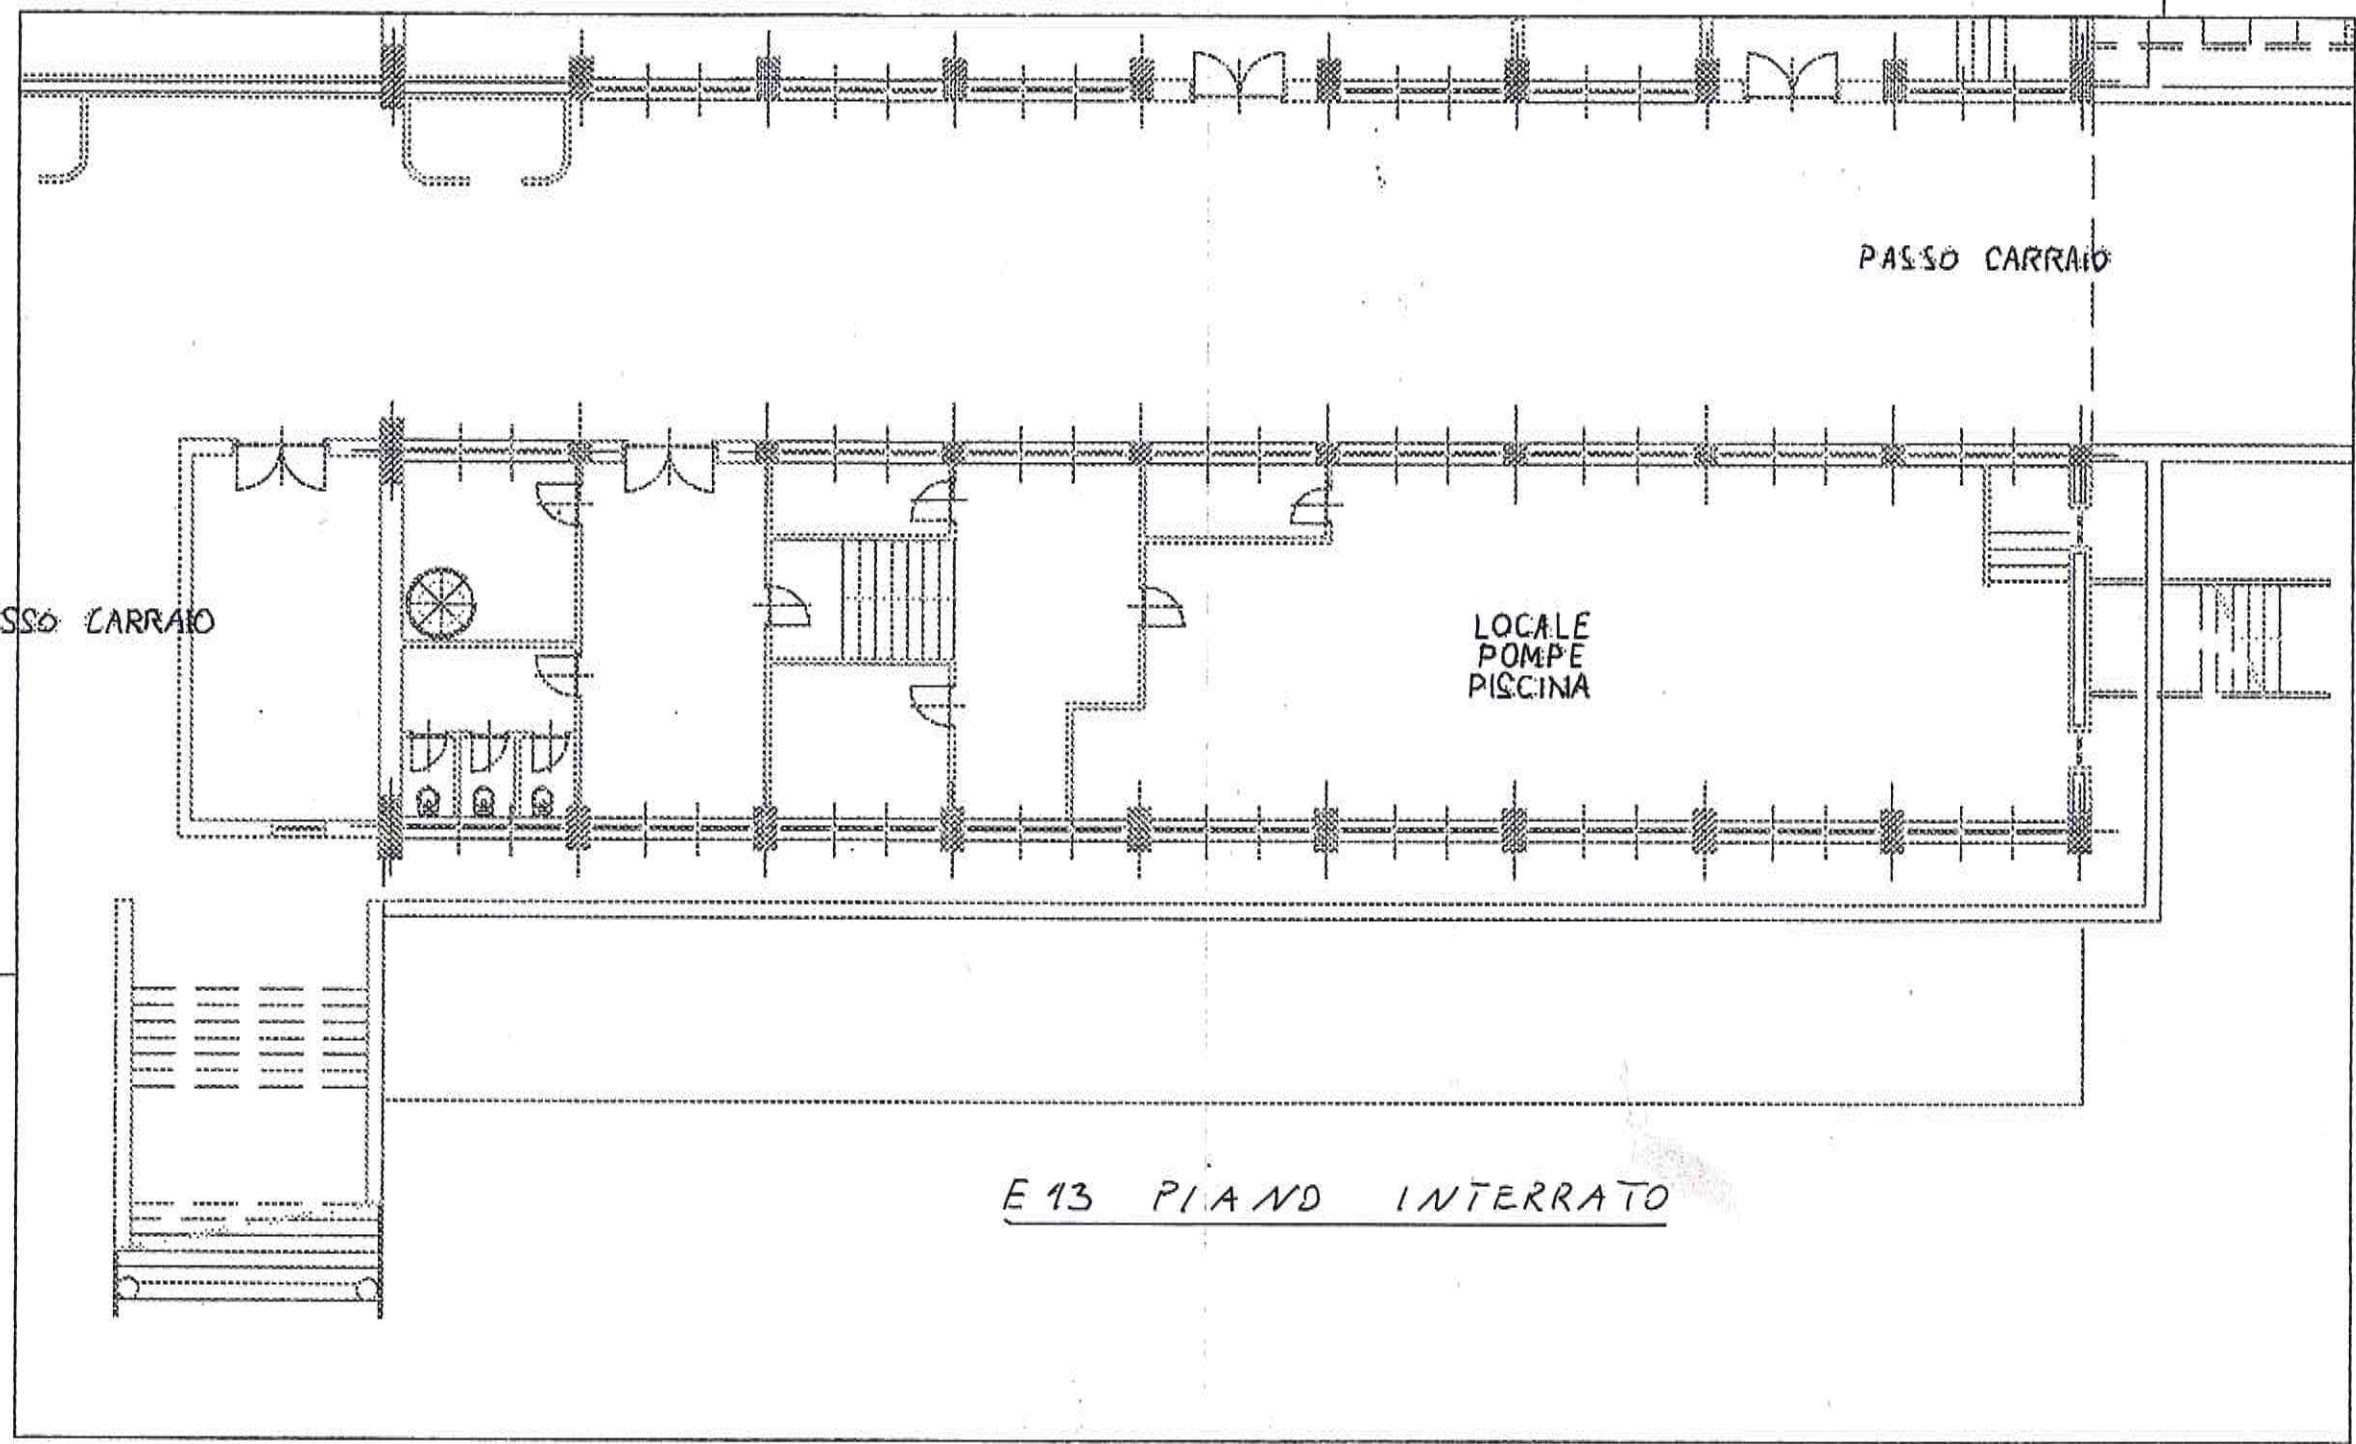 PASSO CARRAIO
SSO CARRAIO
LOCALE
POMPE
PISCINA
E 13 PIANO INTERRATO